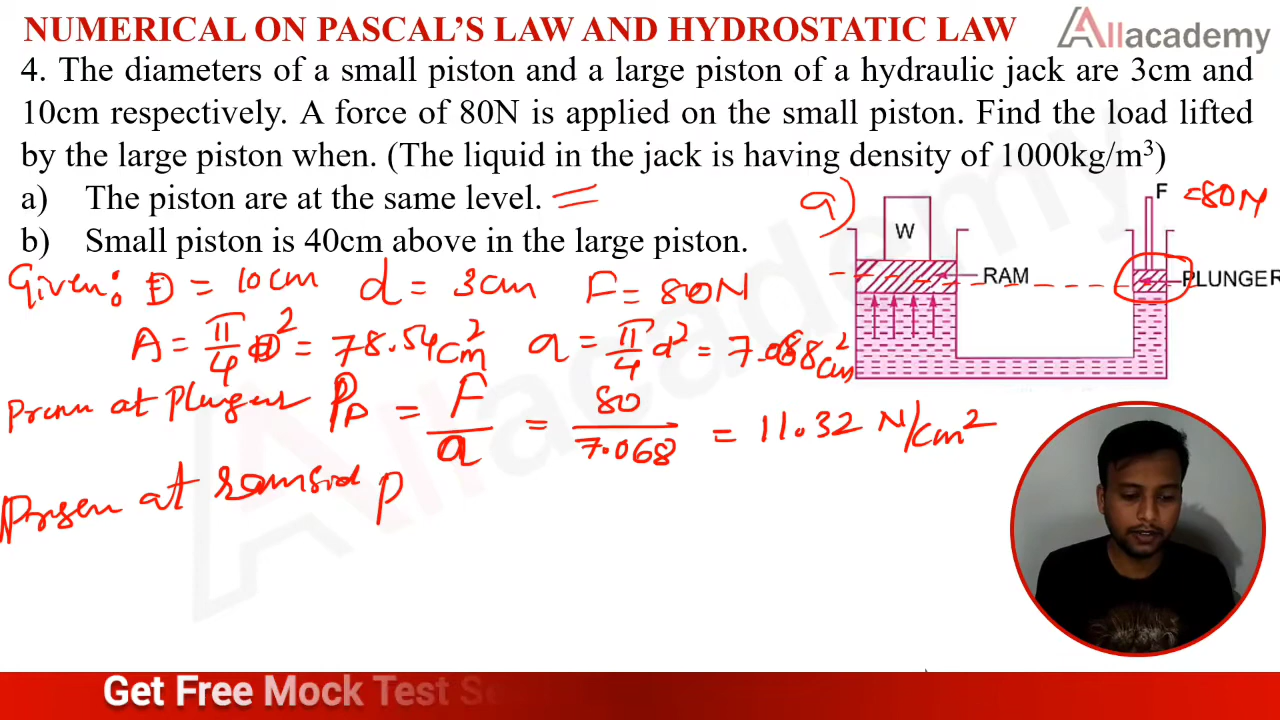 NUMERICAL ON PASCAL'S LAW AND HYDROSTATIC LAW
Allacademy
4. The diameters of a small piston and a large piston of a hydraulic jack are 3cm and
10cm respectively. A force of 80N is applied on the small piston. Find the load lifted
by the large piston when. (The liquid in the jack is having density of 1000kg/m³)
a) The piston are at the same level.
b) Small piston is 40cm above in the large piston.
a)
F = 80N
W
RAM
PLUNGER
Given: D = 10cm d = 3cm F = 80N
A = π/4 D² = 78.54cm² a = π/4 d² = 7.068cm²
at Plunger P_P = F/a = 80/7.068 = 11.32 N/cm²
at P
Get Free Mock Test Se